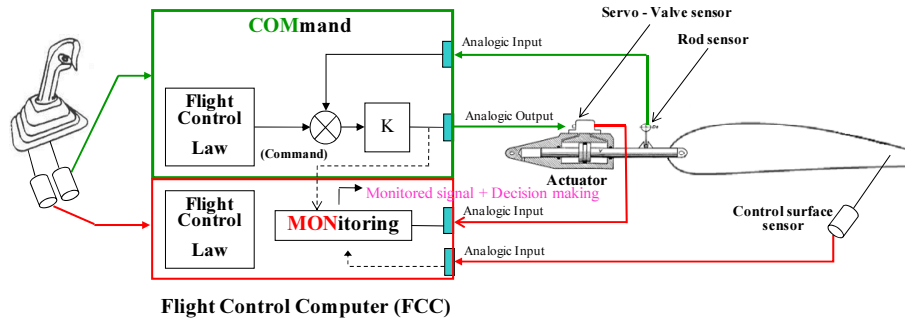 Servo - Valve sensor
COMmand
Analogic Input
Rod sensor
Flight
Control
Law
(Command)
K
Analogic Output
Actuator
Monitored signal + Decision making
Flight
Control
Law
MONitoring
Analogic Input
Control surface
sensor
Analogic Input
Flight Control Computer (FCC)